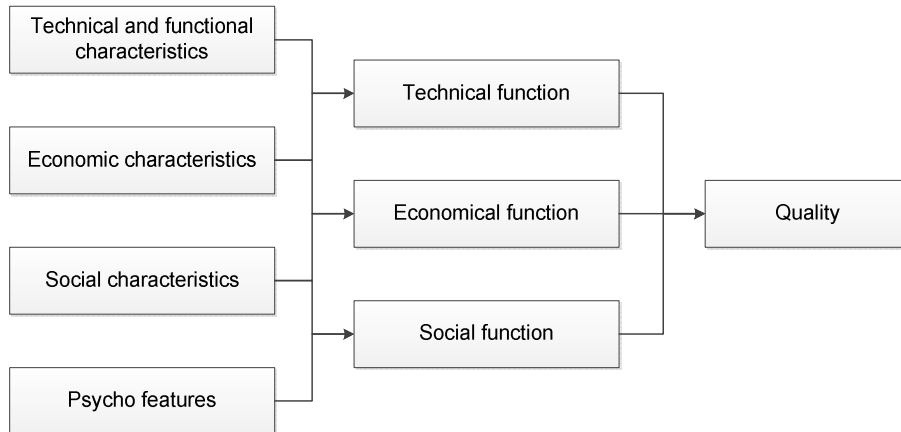 Technical and functional
characteristics
Economic characteristics
Social characteristics
Psycho features
Technical function
Economical function
Social function
Quality